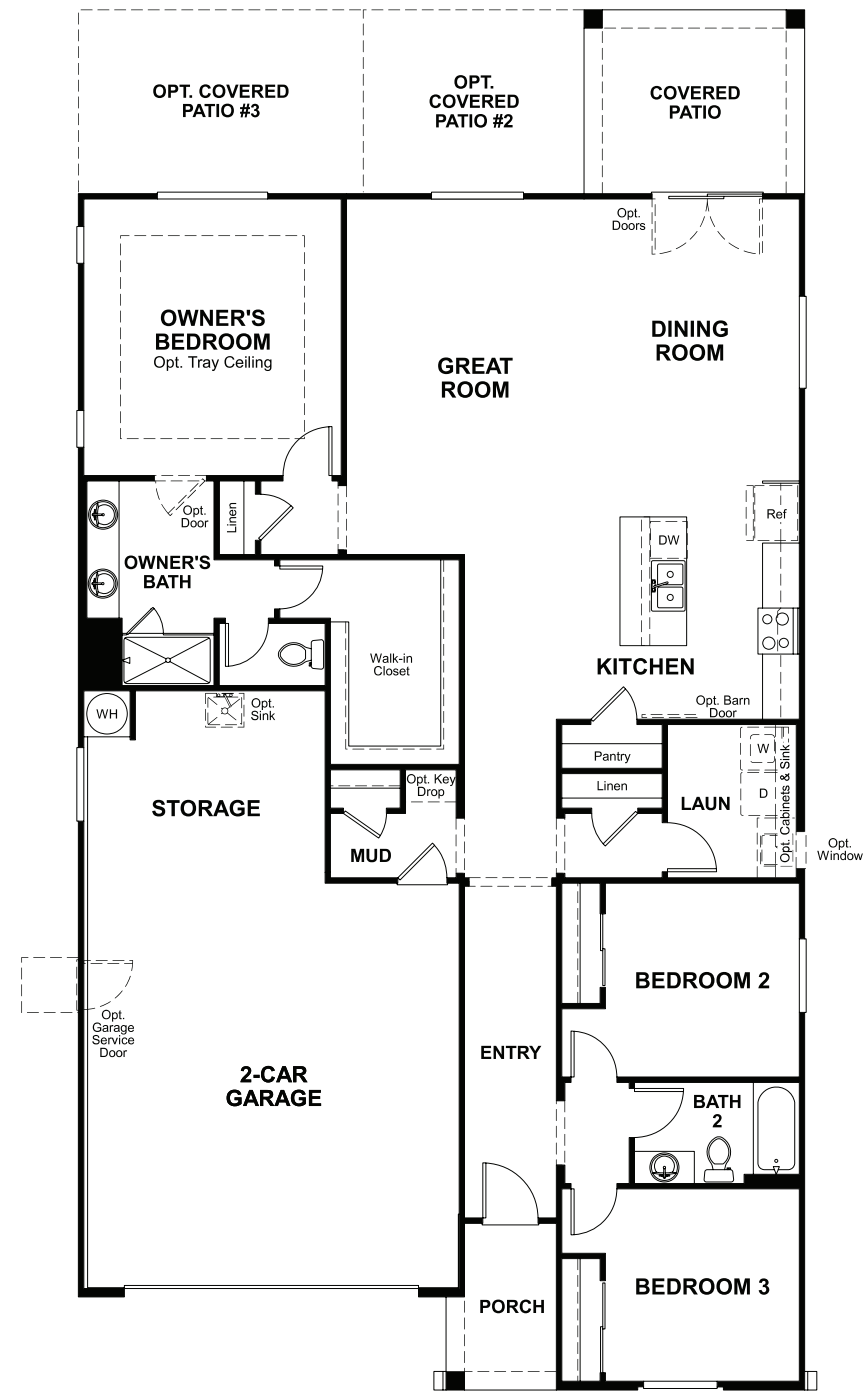 OPT. COVERED
PATIO #3
OPT.
COVERED
PATIO #2
COVERED
PATIO
Opt.
Doors
OWNER'S
BEDROOM
Opt. Tray Ceiling
GREAT
ROOM
DINING
ROOM
Opt.
Door
Linen
Ref
DW
OWNER'S
BATH
Walk-in
Closet
KITCHEN
WH
Opt.
Sink
Opt. Barn
Door
Pantry
W
Linen
D
Opt. Cabinets & Sink
LAUN
STORAGE
Opt. Key
Drop
MUD
Opt.
Window
BEDROOM 2
Opt.
Garage
Service
Door
ENTRY
2-CAR
GARAGE
BATH
2
BEDROOM 3
PORCH